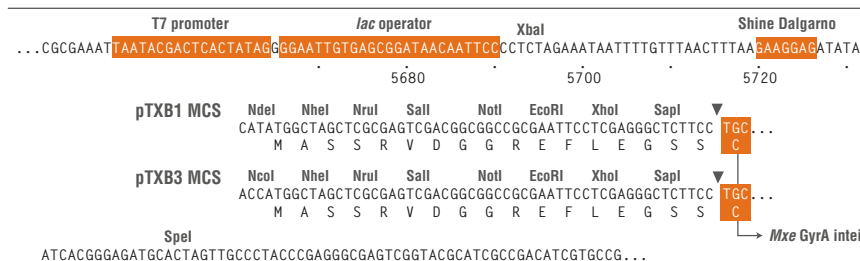 T7 promoter lac operator XbaI Shine Dalgarno
...CGCGAAATTAATACGACTCACTATAGGGGAATTGTGAGCGGATAACAATTCCCCTCTAGAAATAATTTTGTTTAACTTTAAGAAGGAGATATA
5680 5700 5720
pTXB1 MCS NdeI NheI NruI SalI NotI EcoRI XhoI SapI
CATATGGCTAGCTCGCGAGTCGACGGCGGCCGCGAATTCCTCGAGGGCTCTTCC TGC...
M A S S R V D G G R E F L E G S S C
pTXB3 MCS NcoI NheI NruI SalI NotI EcoRI XhoI SapI
ACCATGGCTAGCTCGCGAGTCGACGGCGGCCGCGAATTCCTCGAGGGCTCTTCC TGC...
M A S S R V D G G R E F L E G S S C
SpeI Mxe GyrA intei
ATCACGGGAGATGCACTAGTTGCCCTACCCGAGGGCGAGTCGGTACGCATCGCCGACATCGTGCCG...